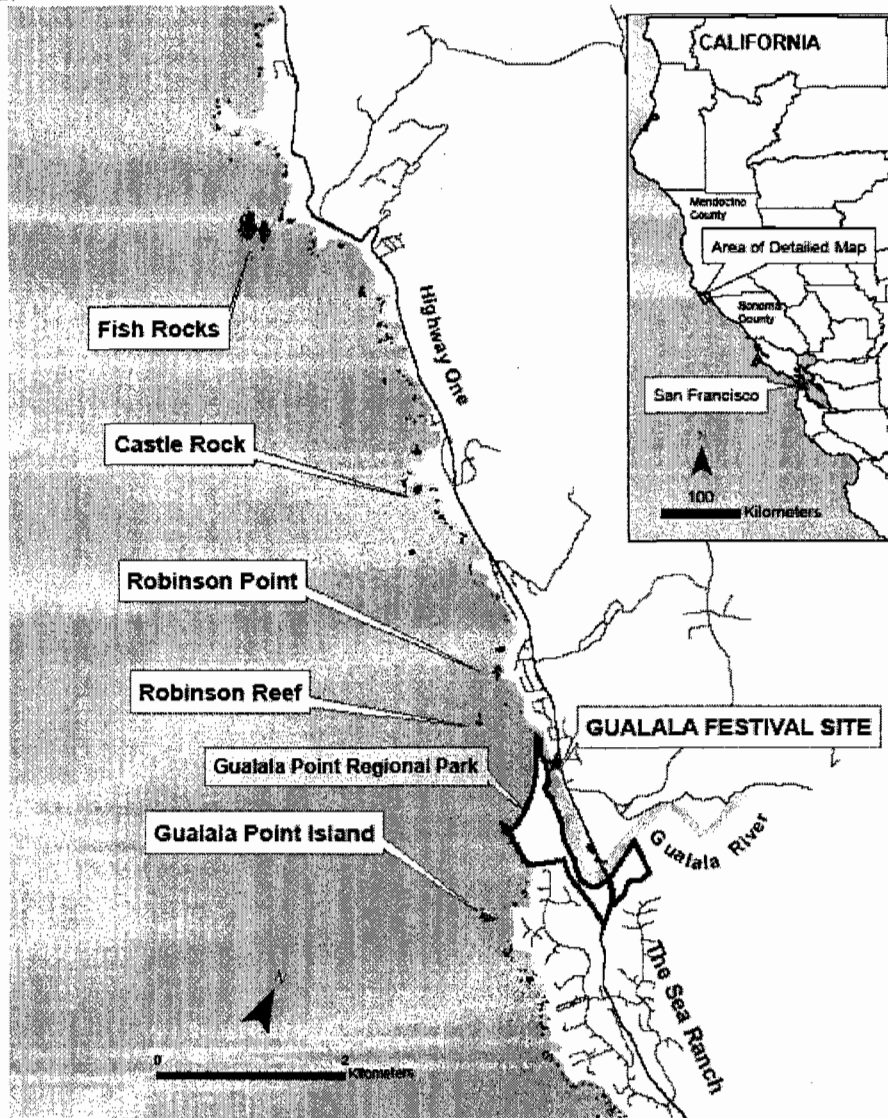 CALIFORNIA
Mendocino
County
Area of Detailed Map
Sonoma
County
San Francisco
N
100
Kilometers
Fish Rocks
Highway One
Castle Rock
Robinson Point
Robinson Reef
GUALALA FESTIVAL SITE
Gualala Point Regional Park
Gualala Point Island
Gualala River
The Sea Ranch
N
0 2
Kilometers